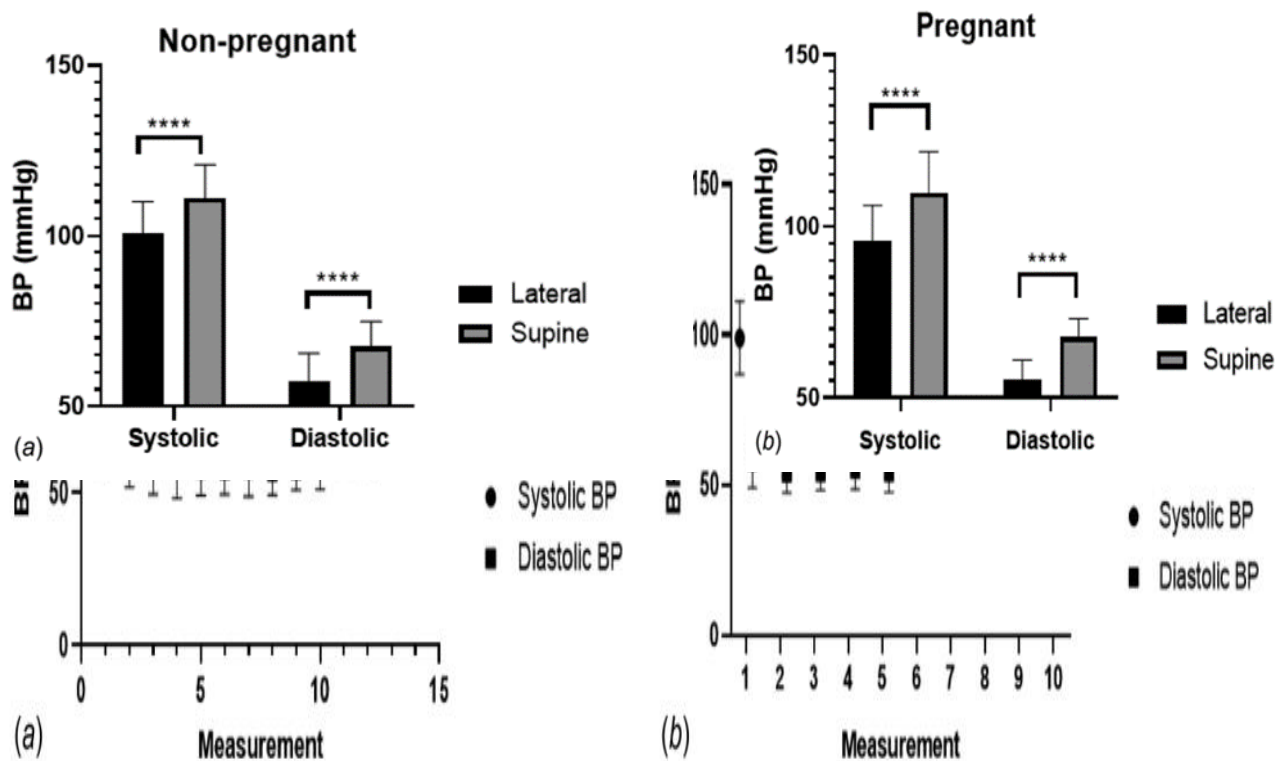 Non-pregnant
150
100
50
BP (mmHg)
****
****
Systolic
Diastolic
Lateral
Supine
(a)
Pregnant
150
100
50
BP (mmHg)
****
****
Systolic
Diastolic
Lateral
Supine
(b)
50
0
0
5
10
15
Measurement
Systolic BP
Diastolic BP
(a)
150
100
50
0
1 2 3 4 5 6 7 8 9 10
Measurement
Systolic BP
Diastolic BP
(b)